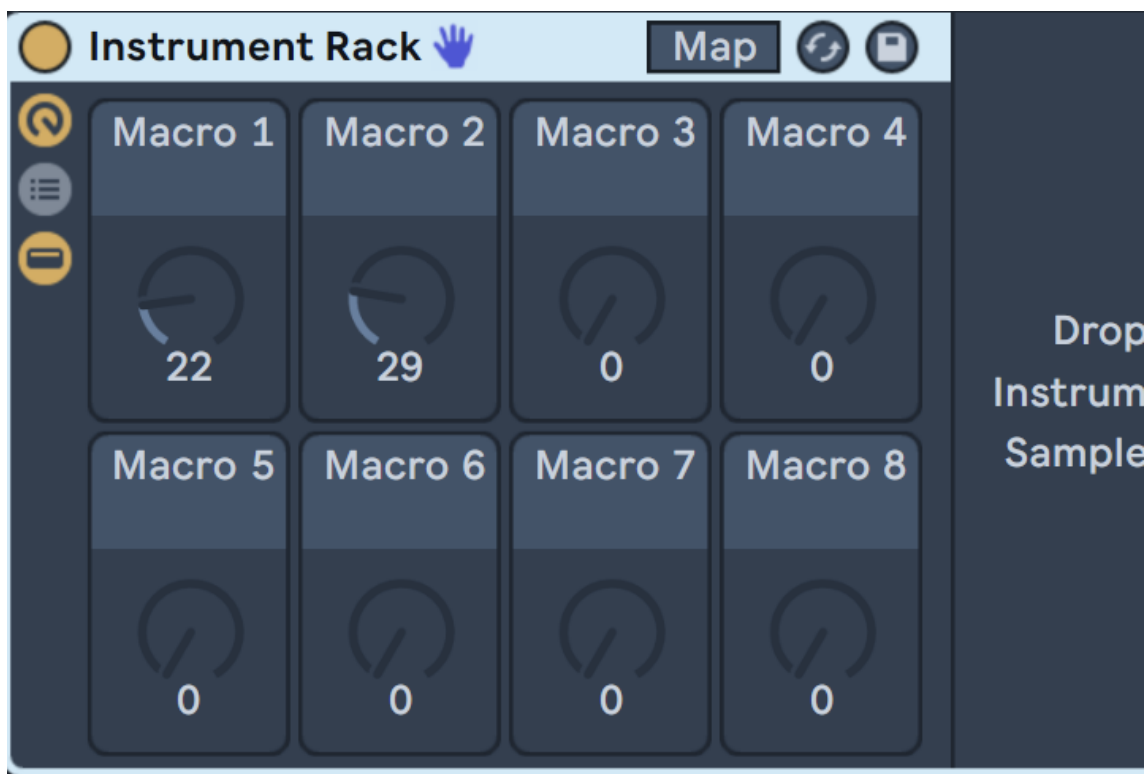 Instrument Rack
Map
Macro 1
Macro 2
Macro 3
Macro 4
22
29
0
0
Macro 5
Macro 6
Macro 7
Macro 8
0
0
0
0
Drop
Instrum
Sample